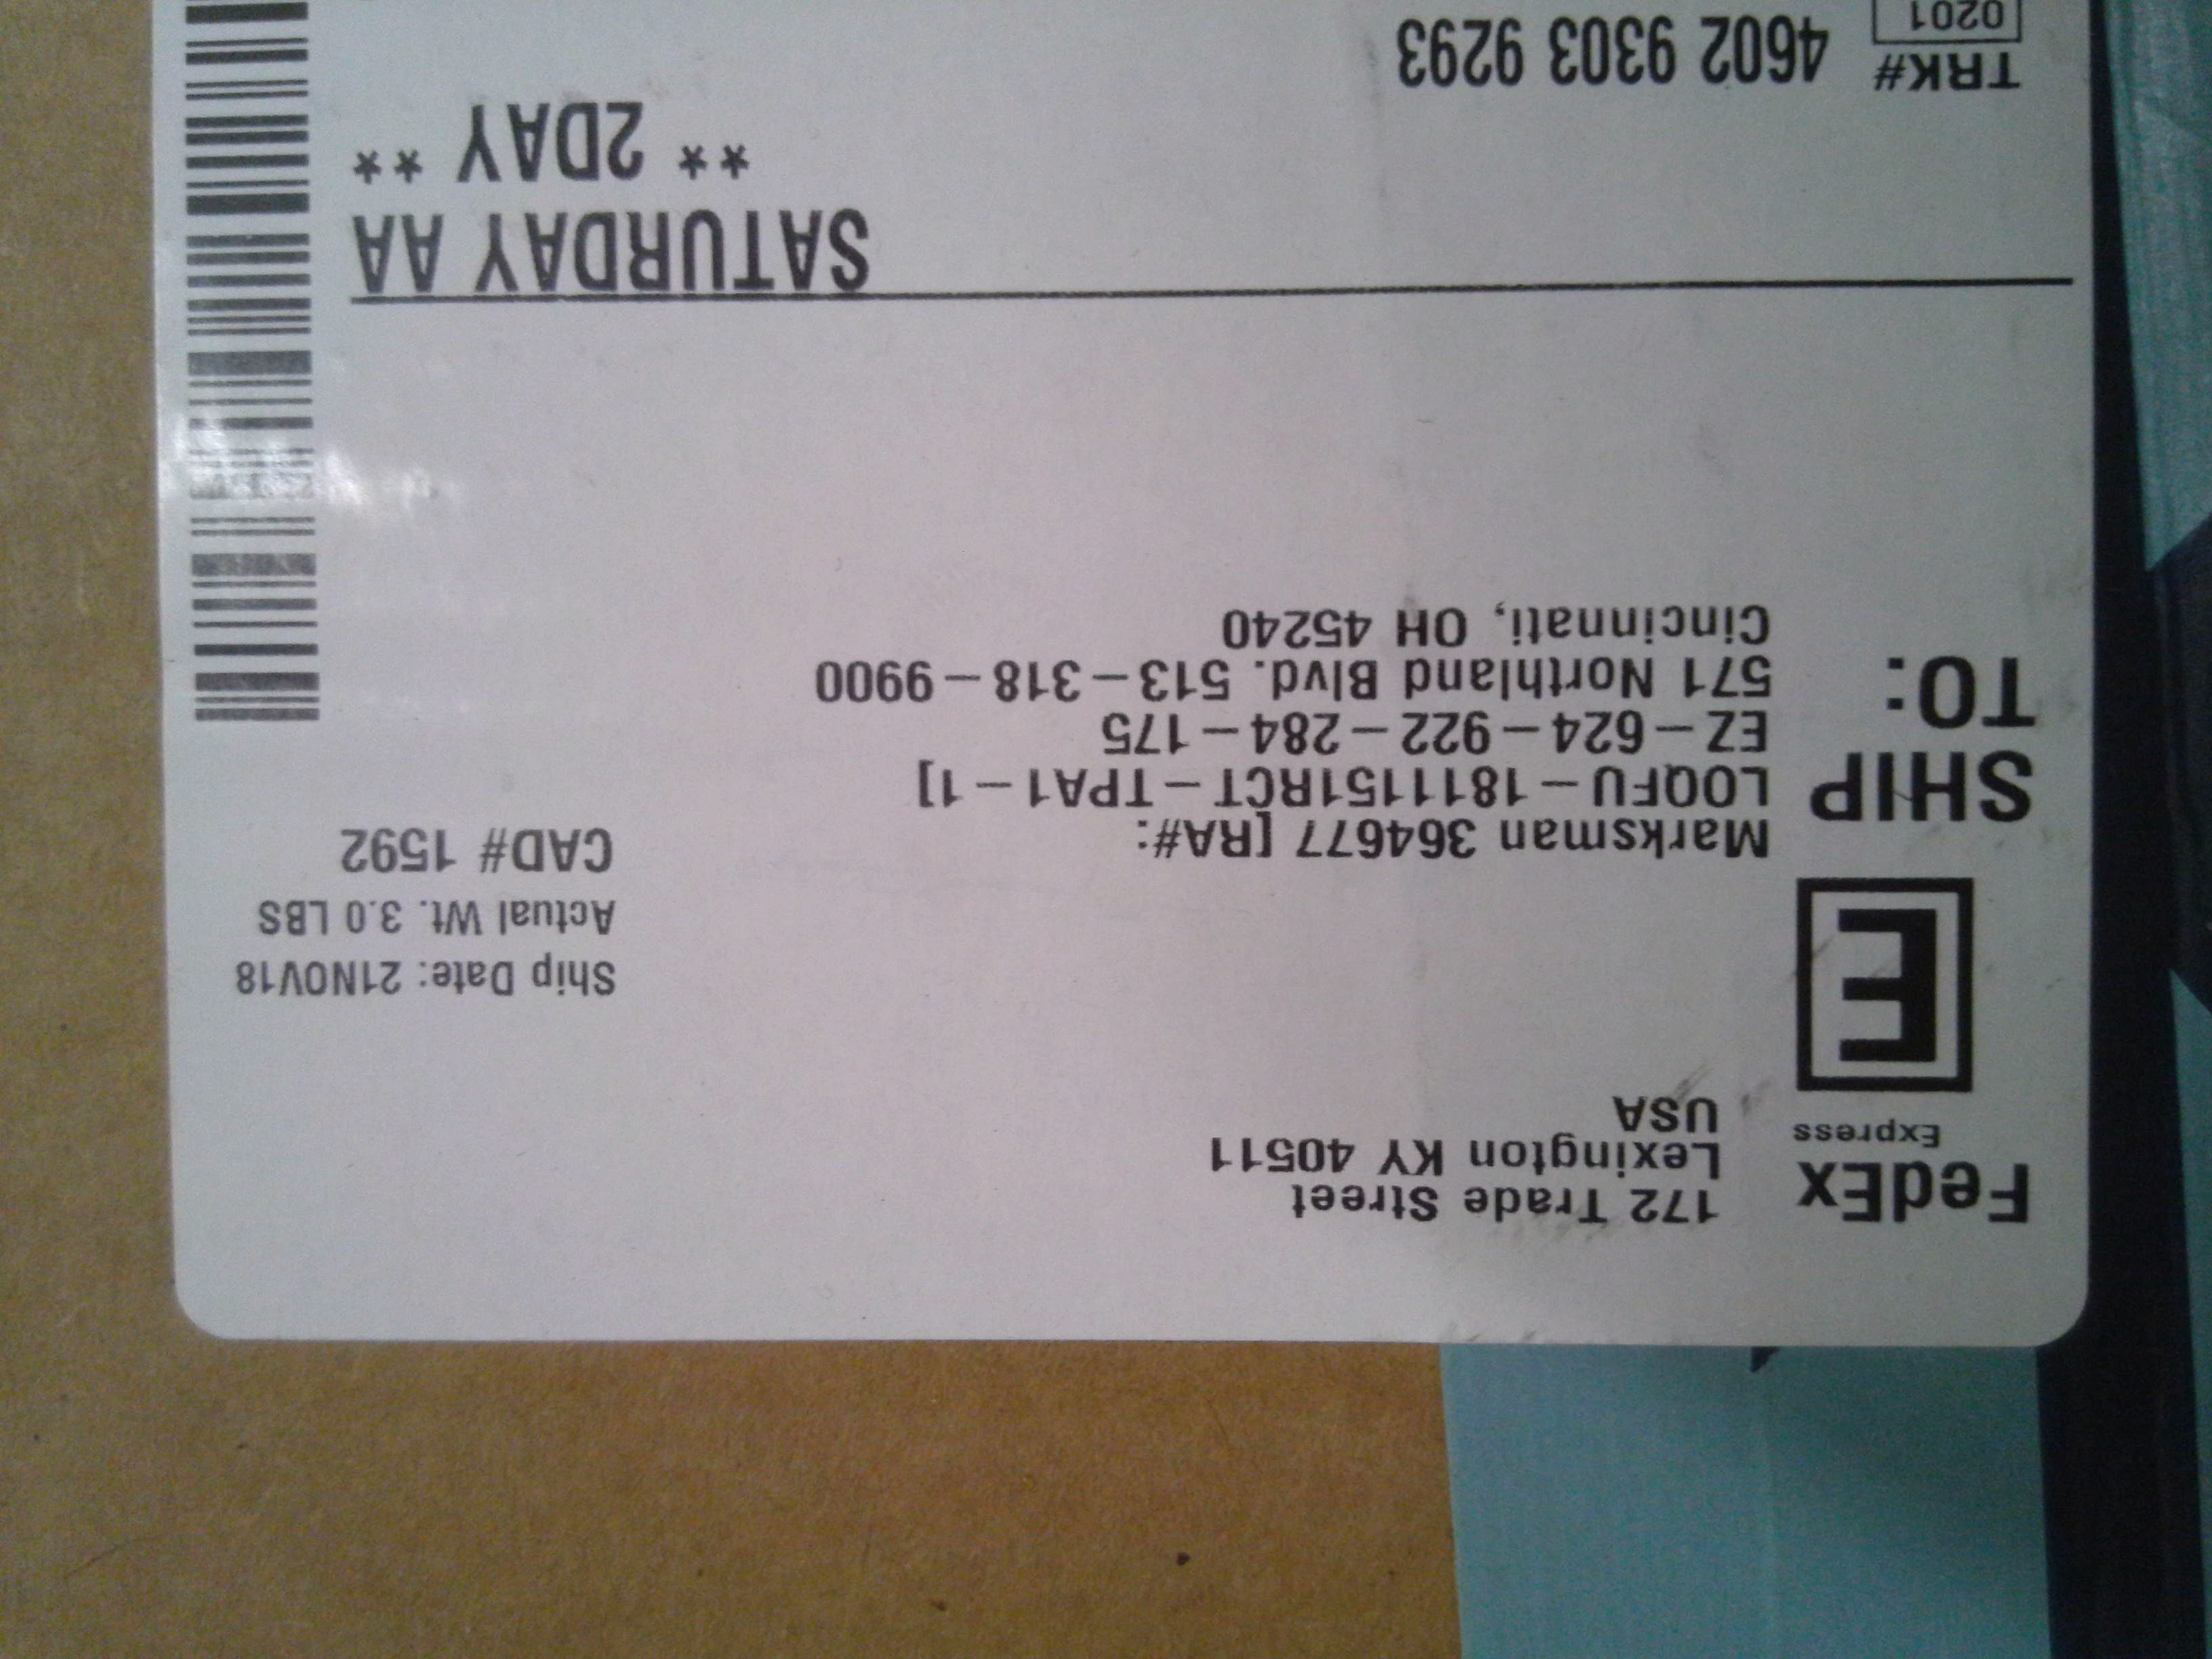 FedEx
Express
E
172 Trade Street
Lexington KY 40511
USA
Ship Date: 21NOV18
Actual Wt. 3.0 LBS
CAD# 1592
SHIP
TO:
Marksman 364677 [RA#:
LOQFU-1811151RCT-TPA1-1]
EZ-624-922-284-175
571 Northland Blvd. 513-318-9900
Cincinnati, OH 45240
SATURDAY AA
** 2DAY **
TRK#
0201
4602 9303 9293